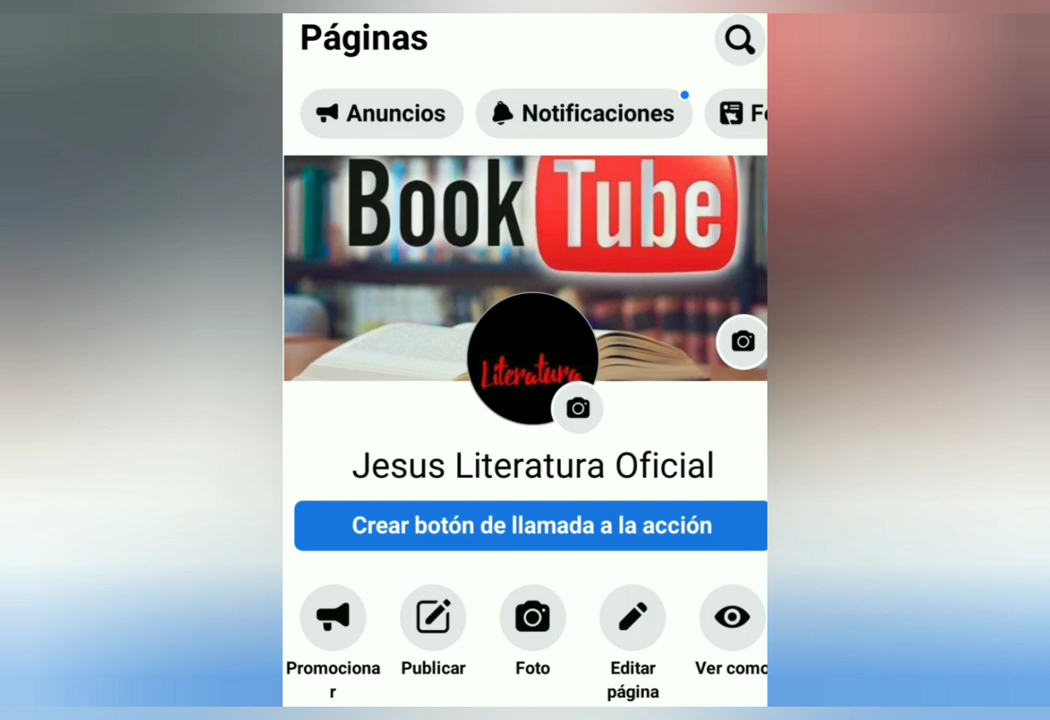 Páginas
Anuncios
Notificaciones
Book Tube
Literatura
Jesus Literatura Oficial
Crear botón de llamada a la acción
Promociona
r
Publicar
Foto
Editar
página
Ver como